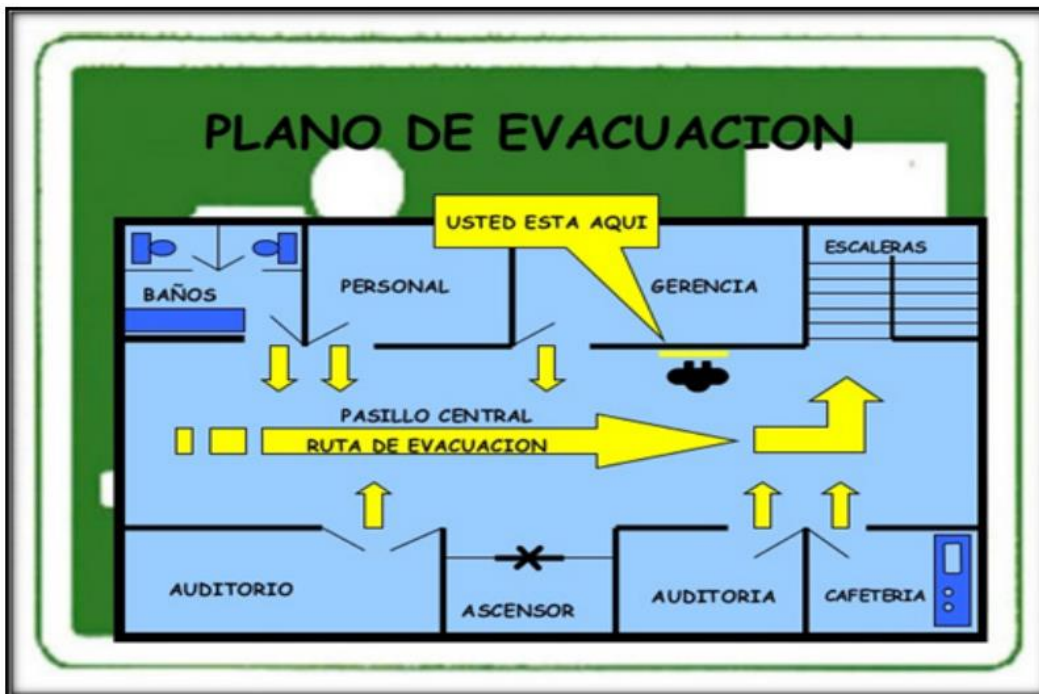 PLANO DE EVACUACION
USTED ESTA AQUI
ESCALERAS
BAÑOS
PERSONAL
GERENCIA
PASILLO CENTRAL
RUTA DE EVACUACION
AUDITORIO
ASCENSOR
AUDITORIA
CAFETERIA